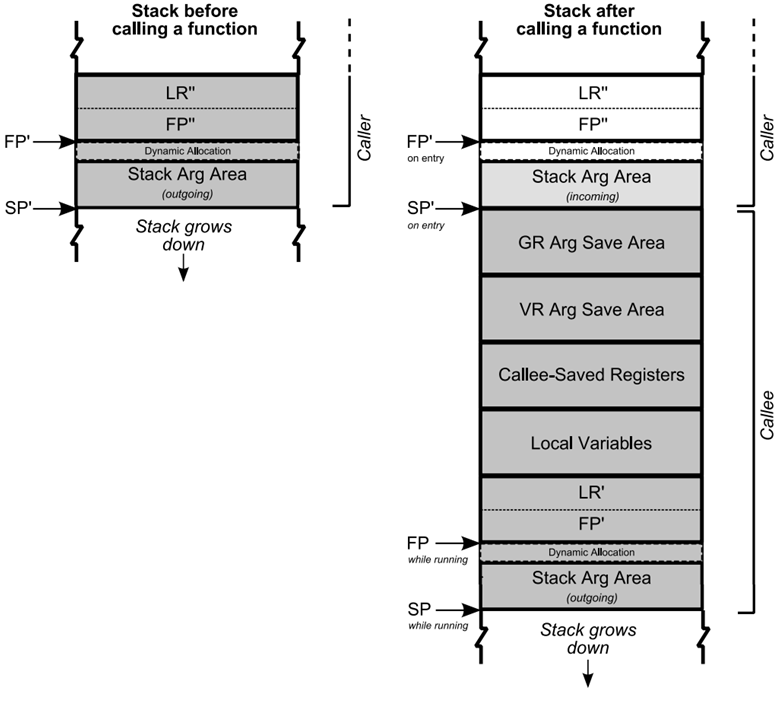 Stack before
calling a function
LR"
FP"
FP'
Dynamic Allocation
Stack Arg Area
(outgoing)
SP'
Stack grows
down
Caller
Stack after
calling a function
LR"
FP"
FP'
on entry
Dynamic Allocation
Stack Arg Area
(incoming)
SP'
on entry
Caller
GR Arg Save Area
VR Arg Save Area
Callee-Saved Registers
Local Variables
LR'
FP'
FP
while running
Dynamic Allocation
Stack Arg Area
(outgoing)
SP
while running
Callee
Stack grows
down